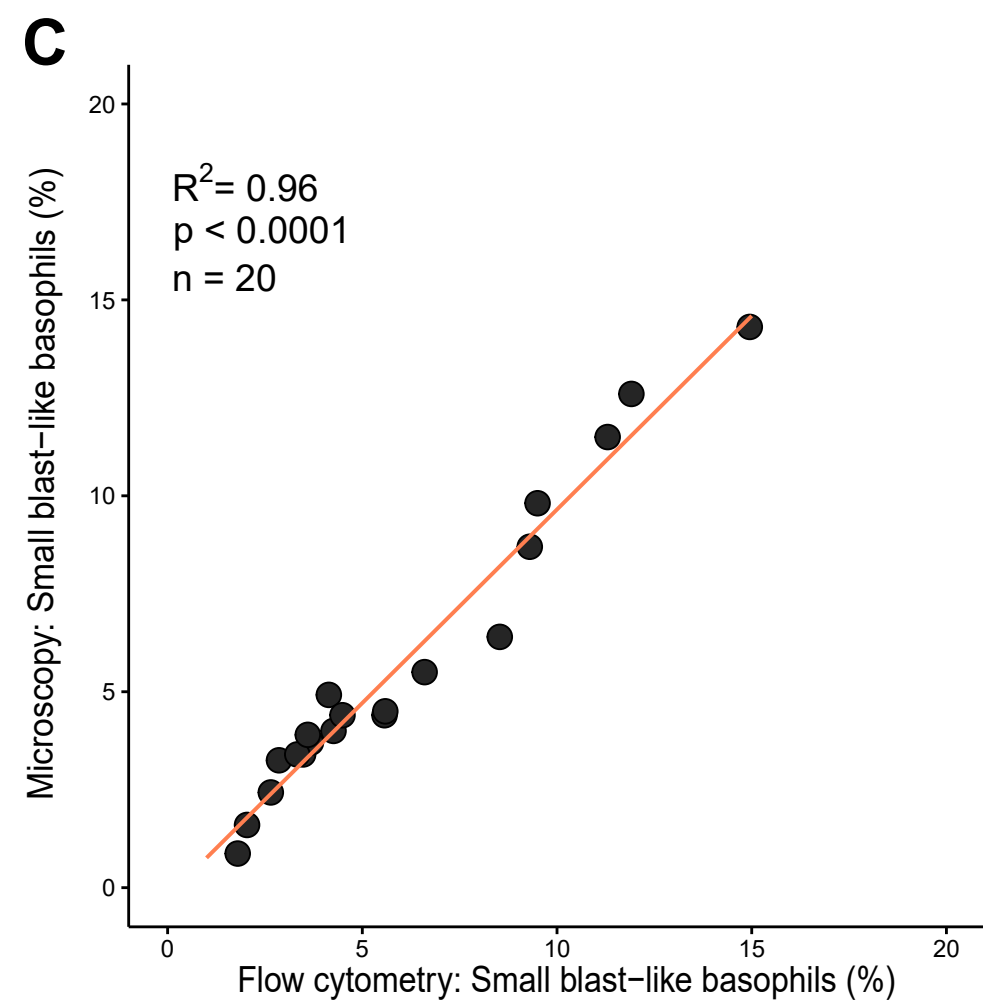 C
Microscopy: Small blast−like basophils (%)
20
15
10
5
0
R²= 0.96
p < 0.0001
n = 20
0 5 10 15 20
Flow cytometry: Small blast−like basophils (%)